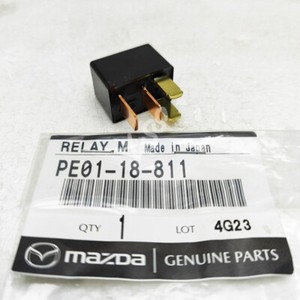 RELAY, M Made in Japan
PE01-18-811
QTY 1 LOT 4G23
mazda GENUINE PARTS